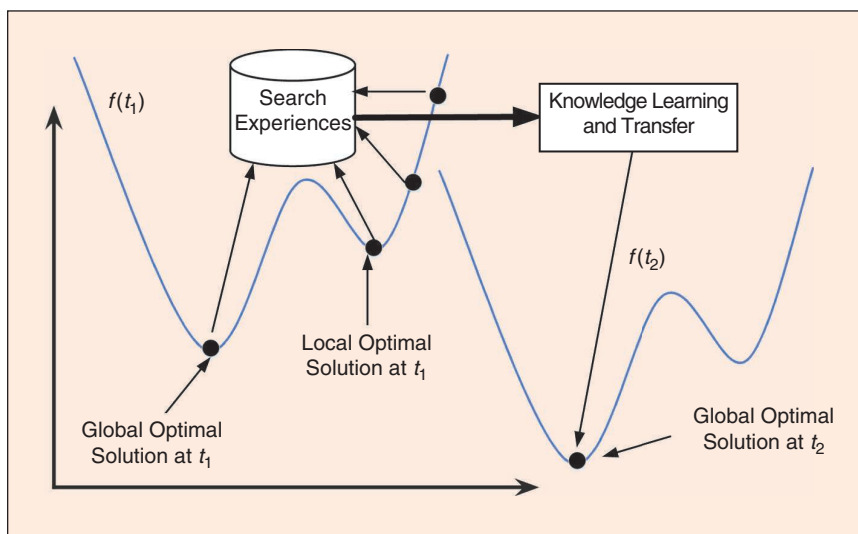 f(t₁)
Search
Experiences
Knowledge Learning
and Transfer
f(t₂)
Local Optimal
Solution at t₁
Global Optimal
Solution at t₁
Global Optimal
Solution at t₂